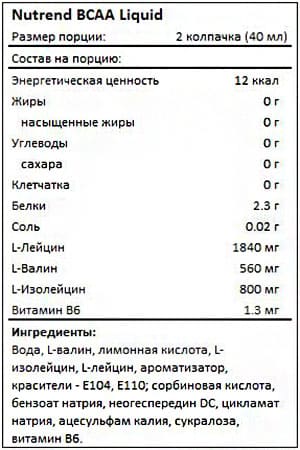 Nutrend BCAA Liquid
Размер порции: 2 колпачка (40 мл)
Состав на порцию:
Энергетическая ценность 12 ккал
Жиры 0 г
насыщенные жиры 0 г
Углеводы 0 г
сахара 0 г
Клетчатка 0 г
Белки 2.3 г
Соль 0.02 г
L-Лейцин 1840 мг
L-Валин 560 мг
L-Изолейцин 800 мг
Витамин B6 1.3 мг
Ингредиенты:
Вода, L-валин, лимонная кислота, L-
изолейцин, L-лейцин, ароматизатор,
красители - E104, E110; сорбиновая кислота,
бензоат натрия, неогесперидин DC, цикламат
натрия, ацесульфам калия, сукралоза,
витамин B6.